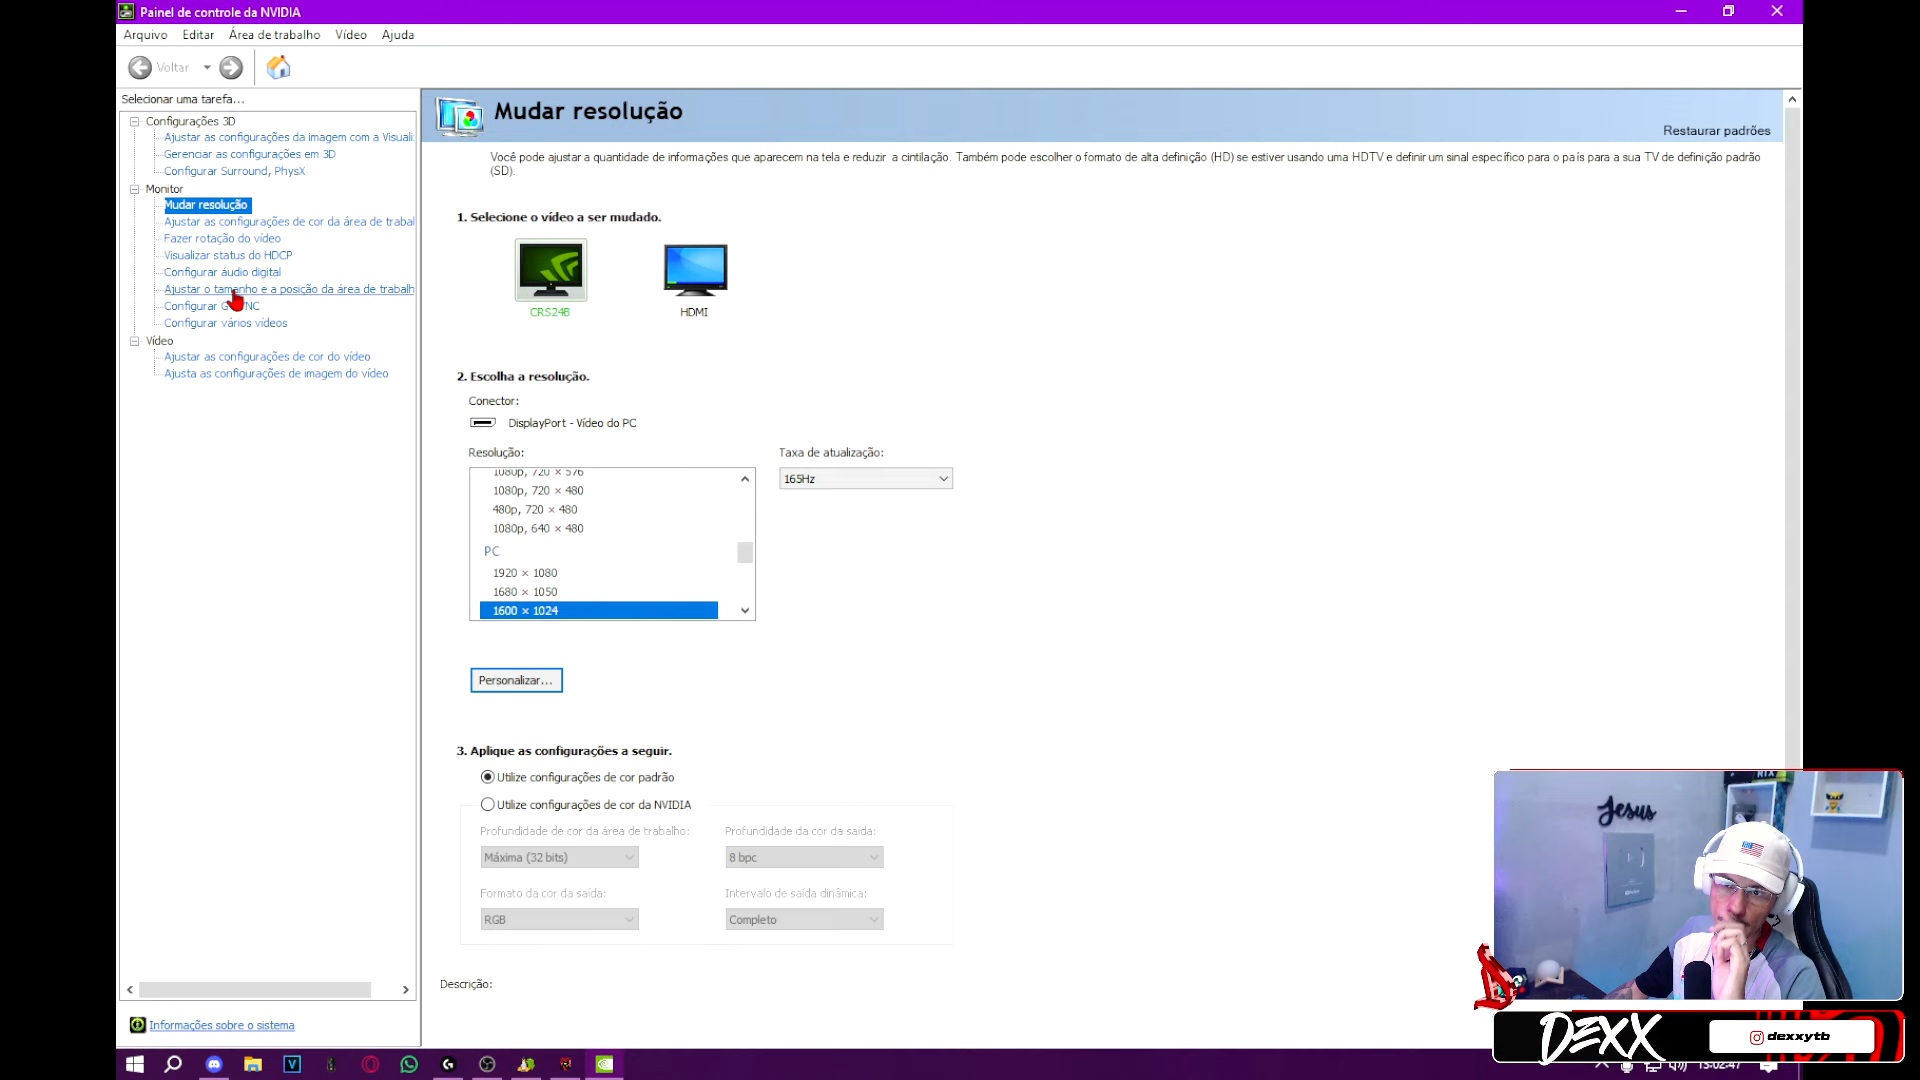 Painel de controle da NVIDIA
Arquivo Editar Área de trabalho Vídeo Ajuda
Voltar
Selecionar uma tarefa...
Configurações 3D
Ajustar as configurações da imagem com a Visuali
Gerenciar as configurações em 3D
Configurar Surround, PhysX
Monitor
Mudar resolução
Ajustar as configurações de cor da área de trabal
Fazer rotação do vídeo
Visualizar status do HDCP
Configurar áudio digital
Ajustar o tamanho e a posição da área de trabalh
Configurar
Configurar vários vídeos
Vídeo
Ajustar as configurações de cor do vídeo
Ajusta as configurações de imagem do vídeo
Informações sobre o sistema
Mudar resolução
Restaurar padrões
Você pode ajustar a quantidade de informações que aparecem na tela e reduzir a cintilação. Também pode escolher o formato de alta definição (HD) se estiver usando uma HDTV e definir um sinal específico para o país para a sua TV de definição padrão
(SD).
1. Selecione o vídeo a ser mudado.
CRS24B
HDMI
2. Escolha a resolução.
Conector:
DisplayPort - Vídeo do PC
Resolução:
Taxa de atualização:
1080p, 720 × 576
165Hz
1080p, 720 × 480
480p, 720 × 480
1080p, 640 × 480
PC
1920 × 1080
1680 × 1050
1600 × 1024
Personalizar...
3. Aplique as configurações a seguir.
Utilize configurações de cor padrão
Utilize configurações de cor da NVIDIA
Profundidade de cor da área de trabalho:
Profundidade da cor da saída:
Máxima (32 bits)
8 bpc
Formato da cor da saída:
Intervalo de saída dinâmica:
RGB
Completo
Descrição:
Jesus
DEXX
dexxytb